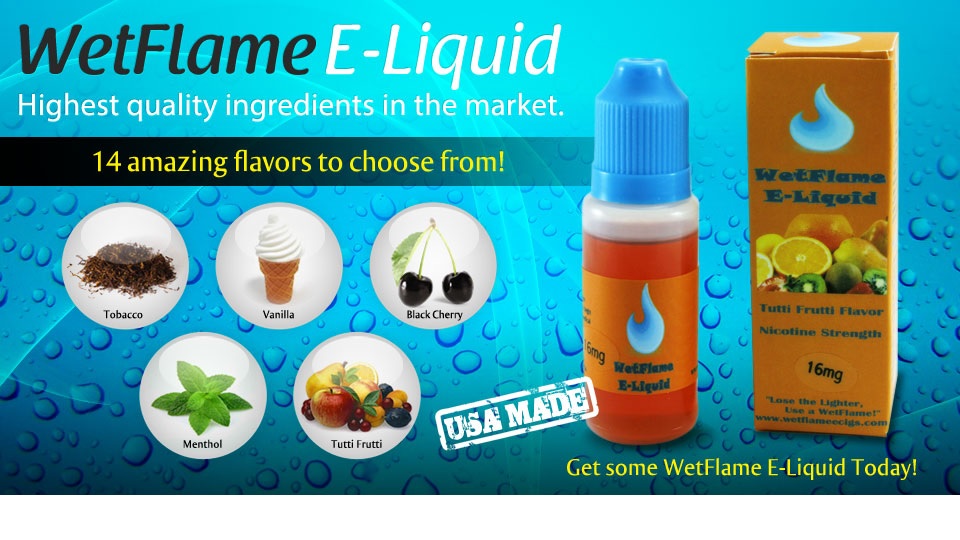 WetFlame E-Liquid
Highest quality ingredients in the market.
14 amazing flavors to choose from!
Tobacco
Vanilla
Black Cherry
Menthol
Tutti Frutti
USA MADE
6mg
WetFlame
E-Liquid
WetFlame
E-Liquid
Tutti Frutti Flavor
Nicotine Strength
16mg
"Lose the Lighter,
Use a WetFlame!"
www.wetflameecigs.com
Get some WetFlame E-Liquid Today!